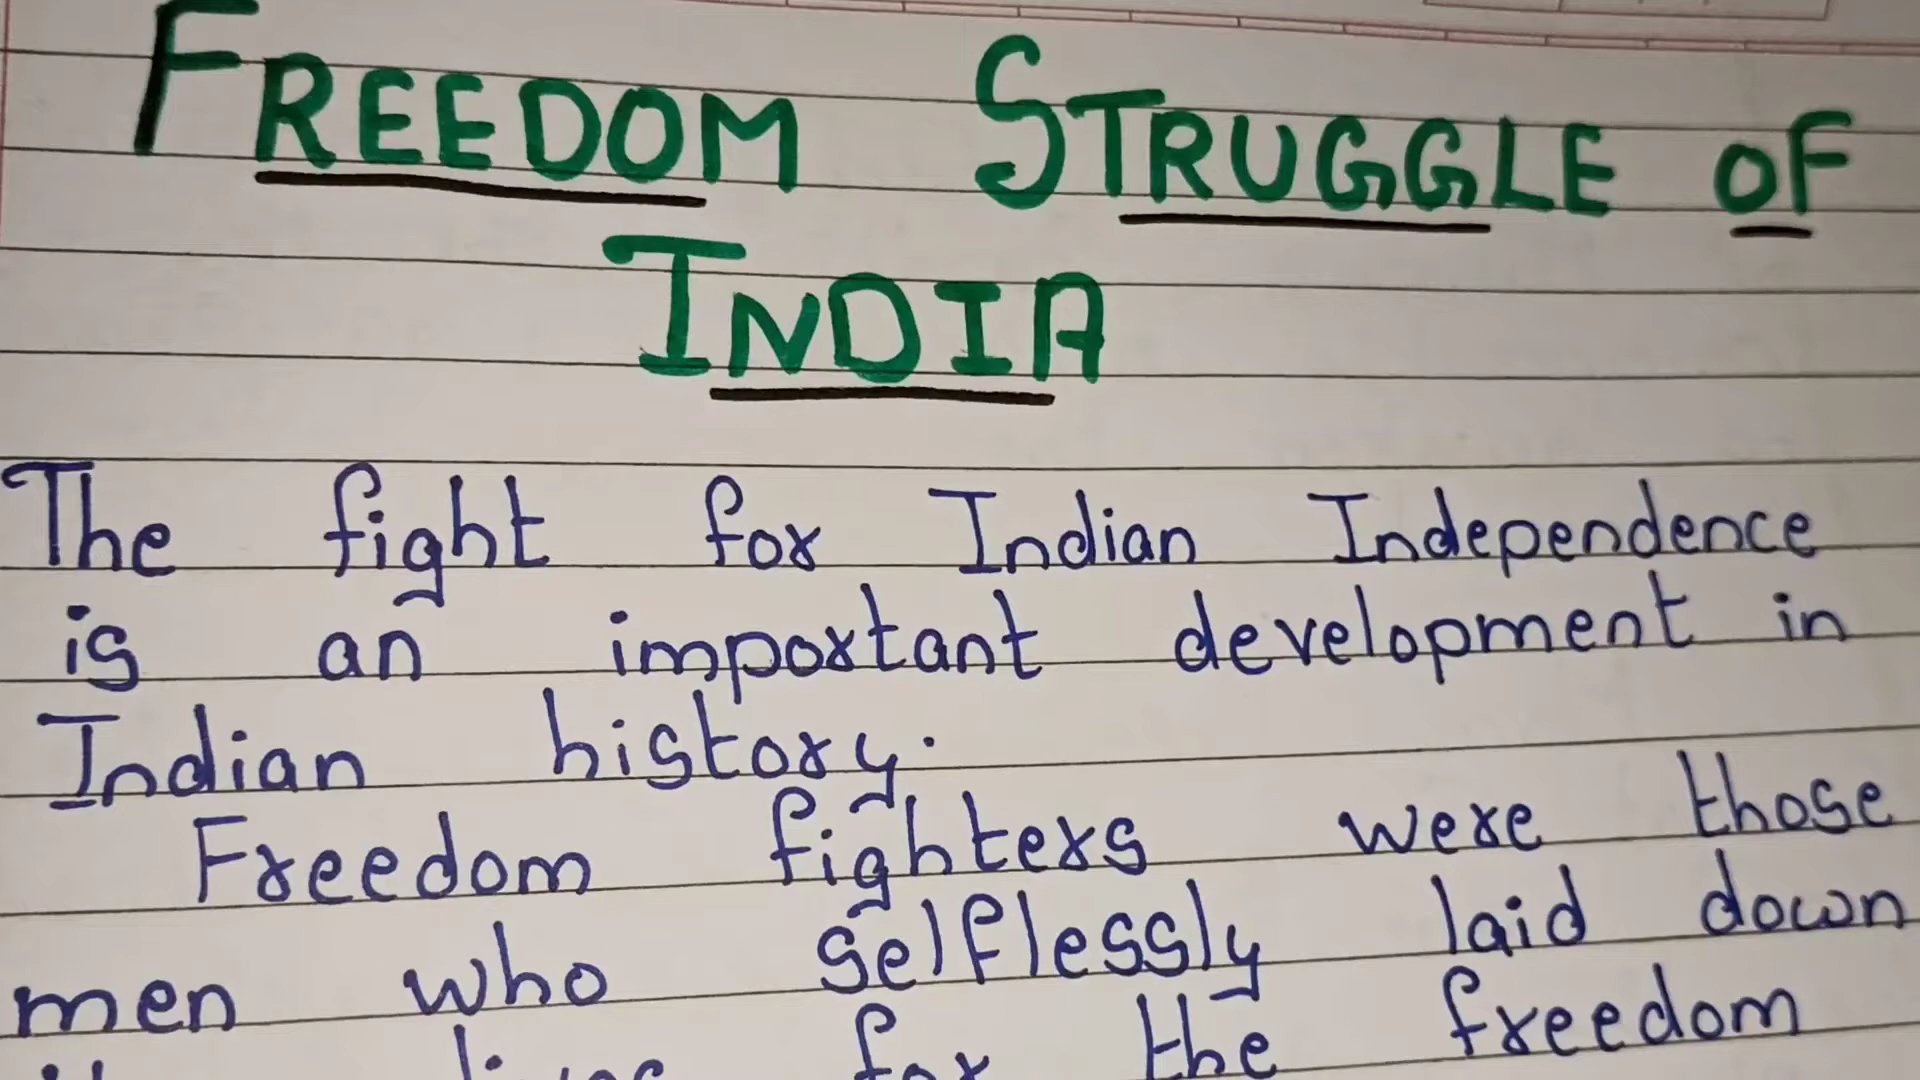 FREEDOM STRUGGLE OF
INDIA
The fight for Indian Independence
is an important development in
Indian history.
Freedom fighters were those
men who selflessly laid down
lives for the freedom